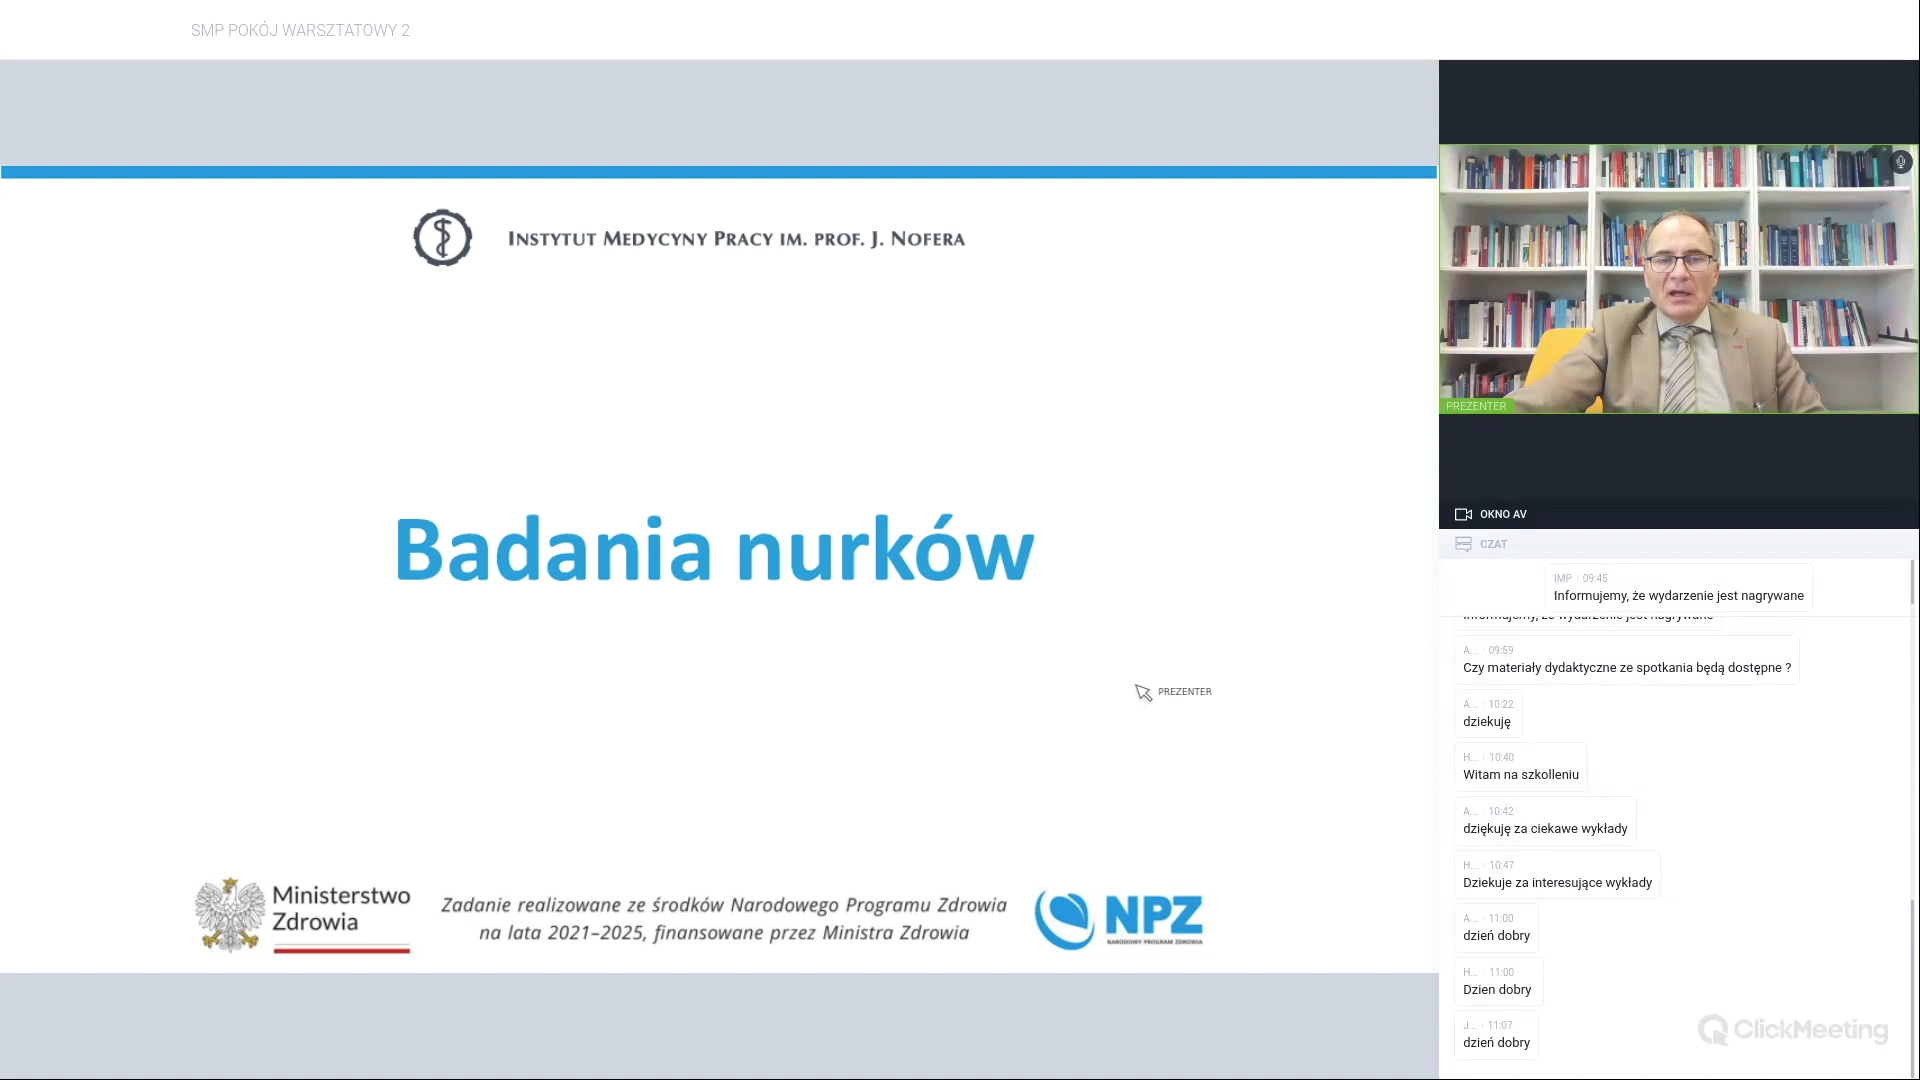 SMP POKÓJ WARSZTATOWY 2
INSTYTUT MEDYCYNY PRACY IM. PROF. J. NOFERA
Badania nurków
PREZENTER
Ministerstwo
Zdrowia
Zadanie realizowane ze środków Narodowego Programu Zdrowia
na lata 2021–2025, finansowane przez Ministra Zdrowia
NPZ
NARODOWY PROGRAM ZDROWIA
PREZENTER
OKNO AV
CZAT
IMP 09:45
Informujemy, że wydarzenie jest nagrywane
Informujemy, że wydarzenie jest nagrywane
A... 09:59
Czy materiały dydaktyczne ze spotkania będą dostępne ?
A... 10:22
dziekuję
H... 10:40
Witam na szkolleniu
A... 10:42
dziękuję za ciekawe wykłady
H... 10:47
Dziekuje za interesujące wykłady
A... 11:00
dzień dobry
H... 11:00
Dzien dobry
J... 11:07
dzień dobry
ClickMeeting